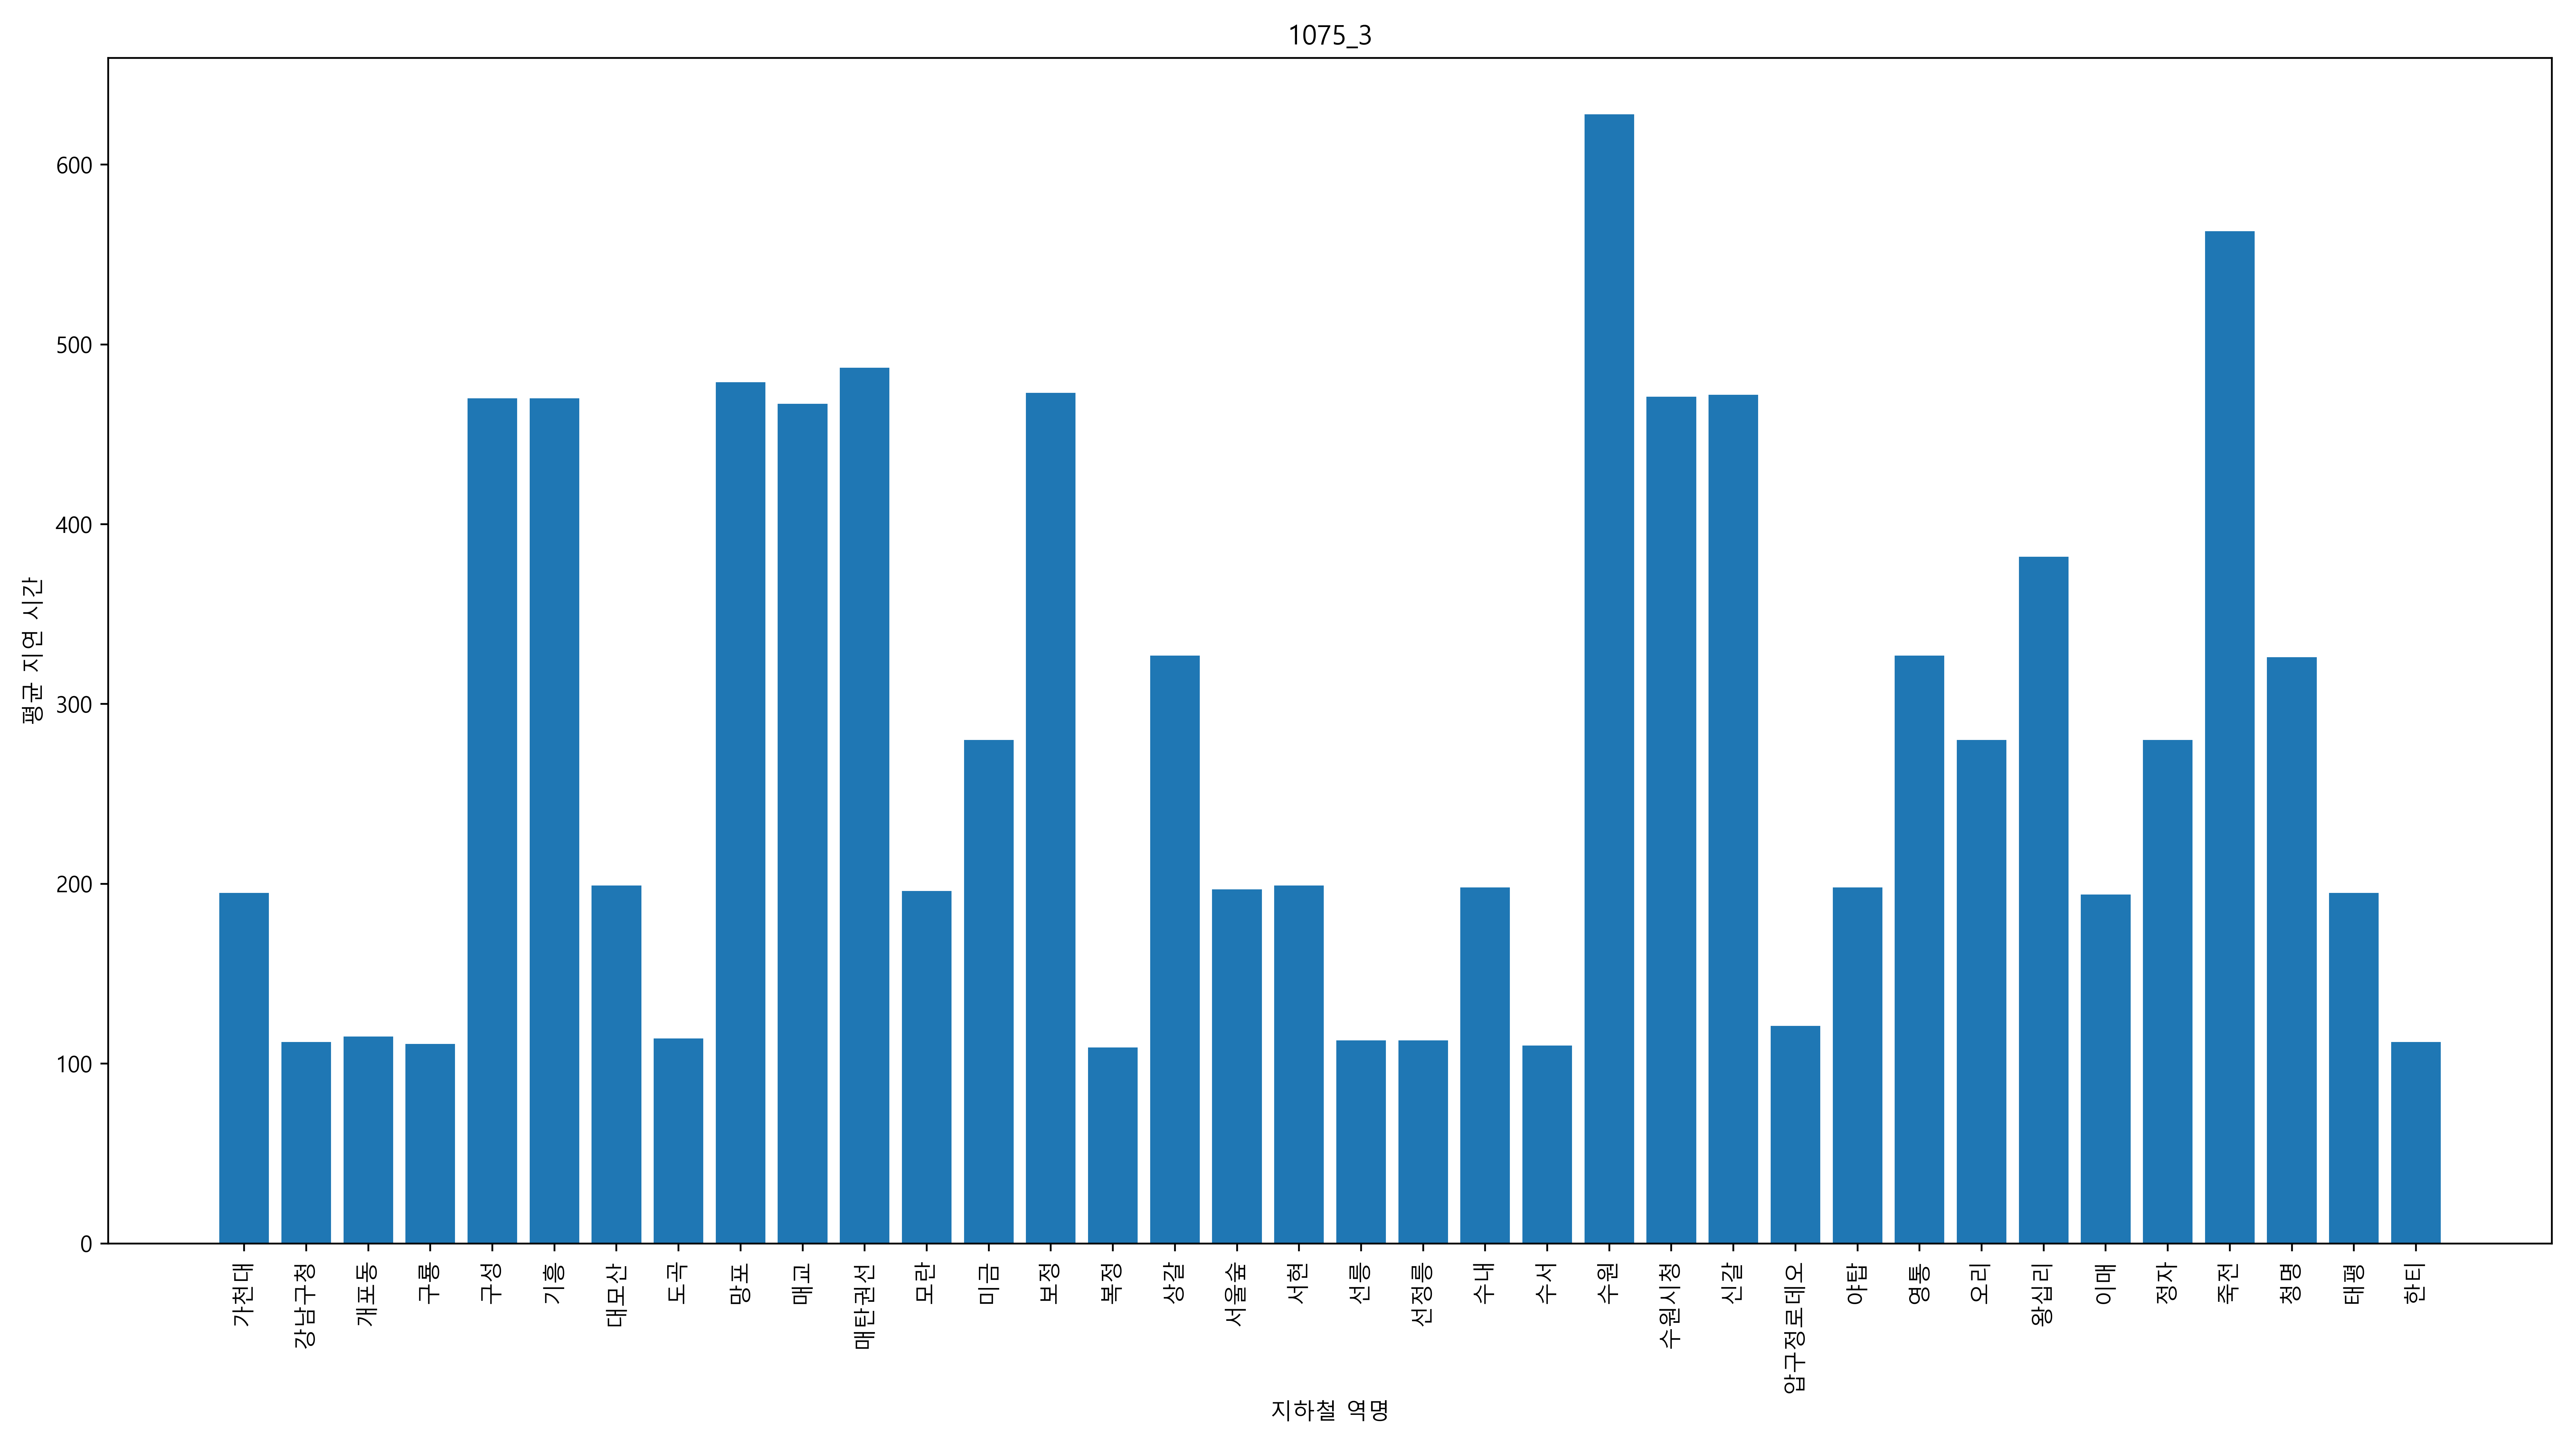 1075_3
평균 지연 시간
600
500
400
300
200
100
0
가천대
강남구청
개포동
구룡
구성
기흥
대모산
도곡
망포
매교
매탄권선
모란
미금
보정
복정
상갈
서울숲
서현
선릉
선정릉
수내
수서
수원
수원시청
신갈
압구정로데오
야탑
영통
오리
왕십리
이매
정자
죽전
청명
태평
한티
지하철 역명